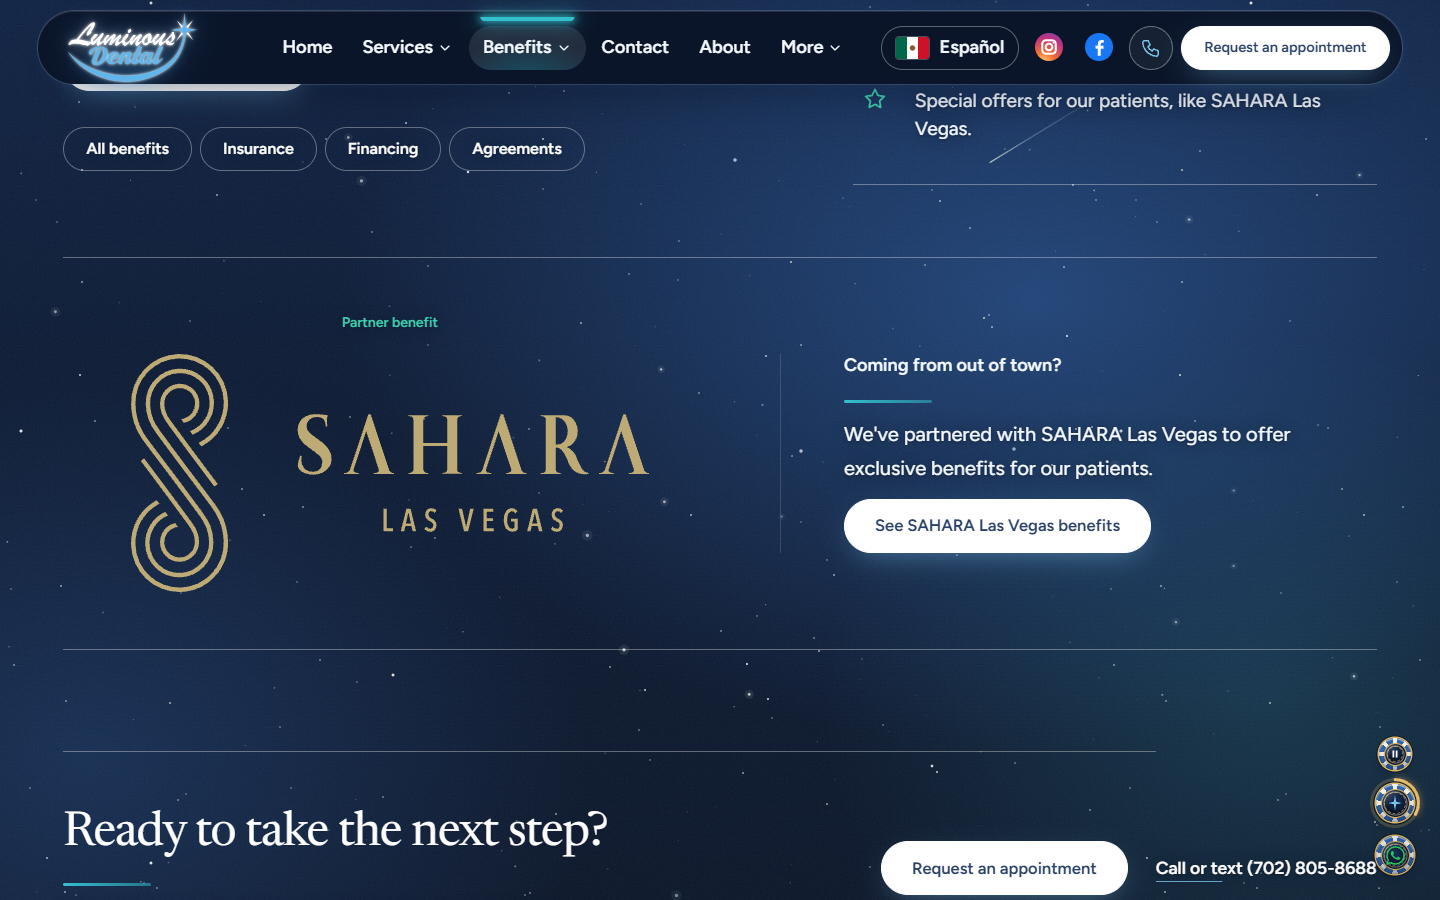 Luminous
Dental
Home
Services
Benefits
Contact
About
More
Español
Request an appointment
Special offers for our patients, like SAHARA Las
Vegas.
All benefits
Insurance
Financing
Agreements
Partner benefit
SAHARA
LAS VEGAS
Coming from out of town?
We've partnered with SAHARA Las Vegas to offer
exclusive benefits for our patients.
See SAHARA Las Vegas benefits
Ready to take the next step?
Request an appointment
Call or text (702) 805-8688